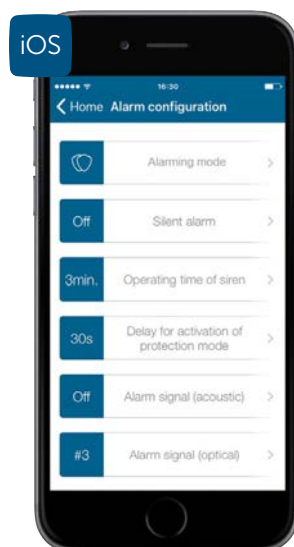 iOS
16:30
Home Alarm configuration
Alarming mode
Off Silent alarm
3min. Operating time of siren
30s Delay for activation of
protection mode
Off Alarm signal (acoustic)
#3 Alarm signal (optical)